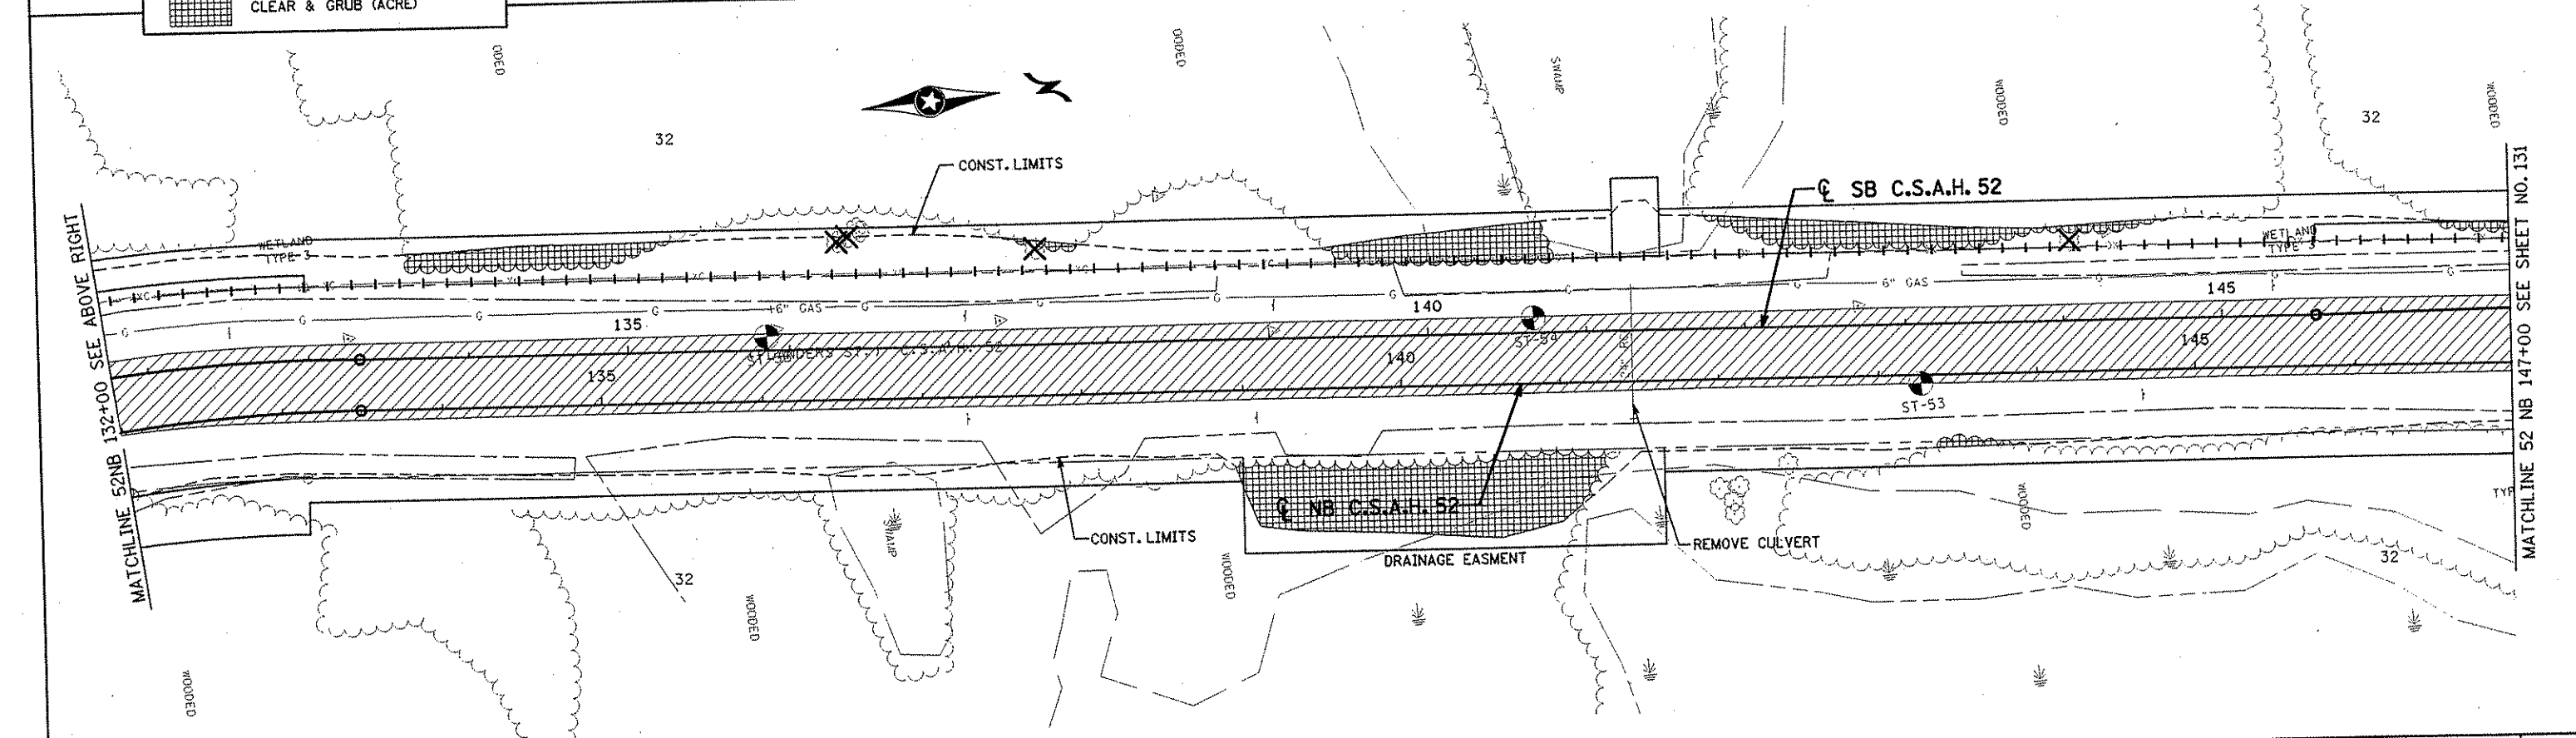 CLEAR & GRUB (ACRE)
WOODED
SWAMP
WOODED
WOODED
32
32
CONST. LIMITS
℄ SB C.S.A.H. 52
WETLAND
TYPE 3
WETLAND
TYPE 3
6" GAS
6" GAS
G
G
G
G
G
G
G
G
G
G
135
140
145
C.S.A.H. 52
ST-54
135
140
145
ST-53
℄ NB C.S.A.H. 52
CONST. LIMITS
REMOVE CULVERT
DRAINAGE EASMENT
SWAMP
WOODED
WOODED
WOODED
WOODED
32
32
TYP
MATCHLINE 52NB 132+00 SEE ABOVE RIGHT
MATCHLINE 52 NB 147+00 SEE SHEET NO. 131